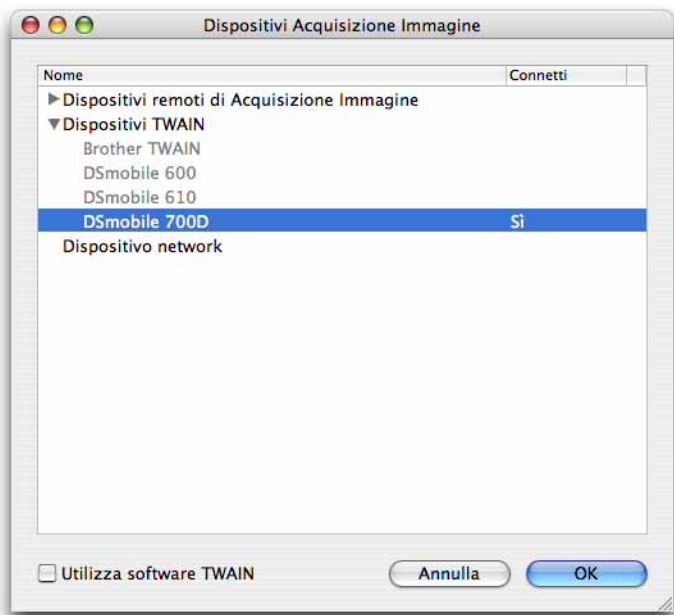 Dispositivi Acquisizione Immagine
Nome Connetti
Dispositivi remoti di Acquisizione Immagine
Dispositivi TWAIN
Brother TWAIN
DSmobile 600
DSmobile 610
DSmobile 700D Sì
Dispositivo network
Utilizza software TWAIN Annulla OK